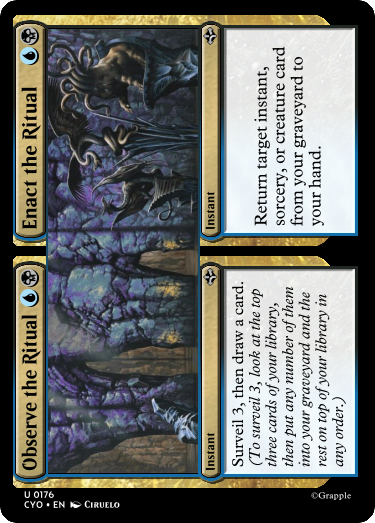 Observe the Ritual
Instant
Surveil 3, then draw a card.
(To surveil 3, look at the top
three cards of your library,
then put any number of them
into your graveyard and the
rest on top of your library in
any order.)
Enact the Ritual
Instant
Return target instant,
sorcery, or creature card
from your graveyard to
your hand.
U 0176
CYO • EN Ciruelo
©Grapple